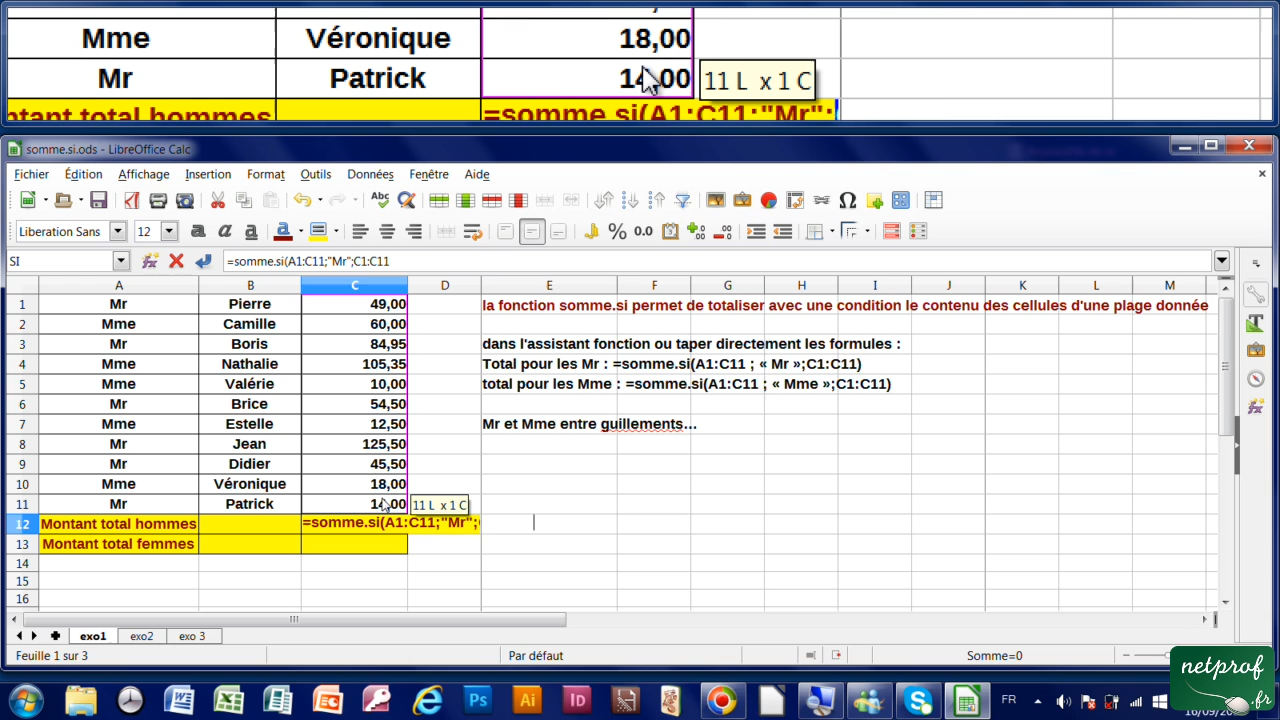 Mme Véronique 18,00
Mr Patrick 14,00 11 L x 1 C
ntant total hommes =somme.si(A1:C11;"Mr";
somme.si.ods - LibreOffice Calc
Fichier Édition Affichage Insertion Format Outils Données Fenêtre Aide
Liberation Sans 12
SI =somme.si(A1:C11;"Mr";C1:C11
A B C D E F G H I J K L M
1 Mr Pierre 49,00 la fonction somme.si permet de totaliser avec une condition le contenu des cellules d'une plage donnée
2 Mme Camille 60,00
3 Mr Boris 84,95 dans l'assistant fonction ou taper directement les formules :
4 Mme Nathalie 105,35 Total pour les Mr : =somme.si(A1:C11 ; « Mr »;C1:C11)
5 Mme Valérie 10,00 total pour les Mme : =somme.si(A1:C11 ; « Mme »;C1:C11)
6 Mr Brice 54,50
7 Mme Estelle 12,50 Mr et Mme entre guillements...
8 Mr Jean 125,50
9 Mr Didier 45,50
10 Mme Véronique 18,00
11 Mr Patrick 14,00 11 L x 1 C
12 Montant total hommes =somme.si(A1:C11;"Mr";
13 Montant total femmes
14
15
16
exo1 exo2 exo 3
Feuille 1 sur 3 Par défaut Somme=0
netprof.fr
FR